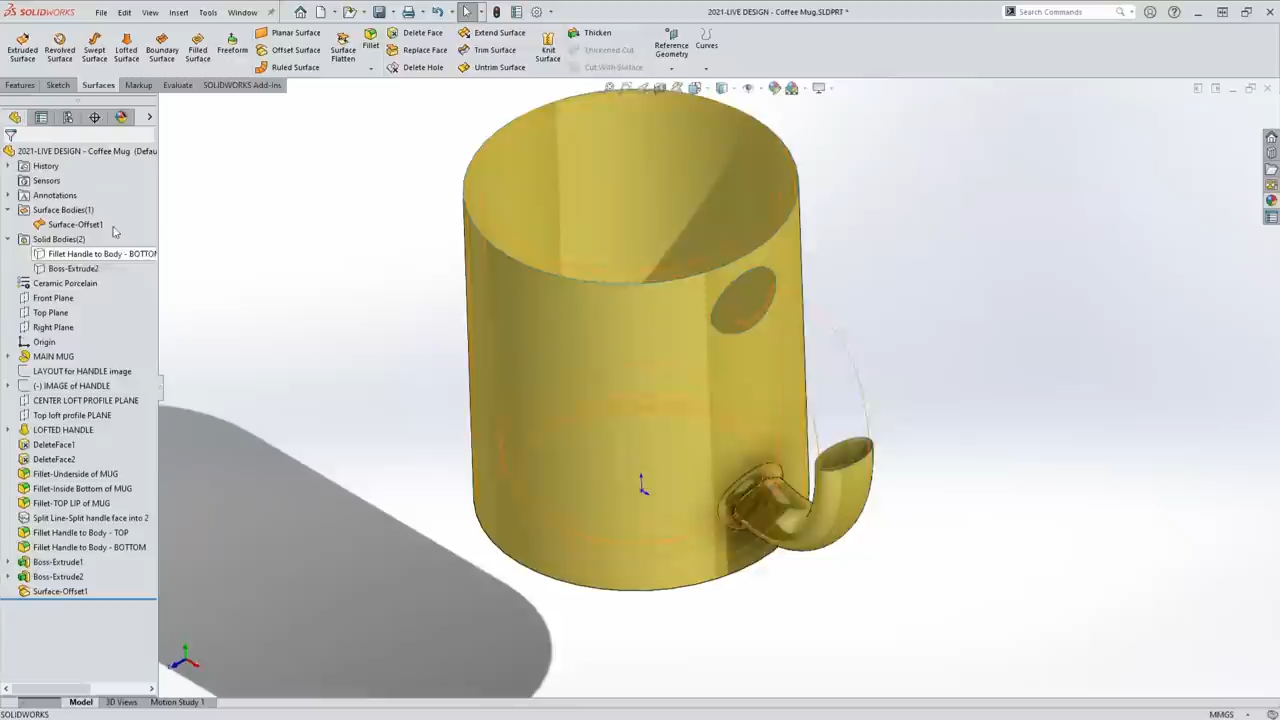 SOLIDWORKS File Edit View Insert Tools Window 2021-LIVE DESIGN - Coffee Mug.SLDPRT * Search Commands
Extruded Surface
Revolved Surface
Swept Surface
Lofted Surface
Boundary Surface
Filled Surface
Freeform
Planar Surface
Offset Surface
Ruled Surface
Surface Flatten
Fillet
Delete Face
Replace Face
Delete Hole
Extend Surface
Trim Surface
Untrim Surface
Knit Surface
Thicken
Thickened Cut
Cut With Surface
Reference Geometry
Curves
Features Sketch Surfaces Markup Evaluate SOLIDWORKS Add-Ins
2021-LIVE DESIGN - Coffee Mug (Defau
History
Sensors
Annotations
Surface Bodies(1)
Surface-Offset1
Solid Bodies(2)
Fillet Handle to Body - BOTTOM
Boss-Extrude2
Ceramic Porcelain
Front Plane
Top Plane
Right Plane
Origin
MAIN MUG
LAYOUT for HANDLE image
(-) IMAGE of HANDLE
CENTER LOFT PROFILE PLANE
Top loft profile PLANE
LOFTED HANDLE
DeleteFace1
DeleteFace2
Fillet-Underside of MUG
Fillet-Inside Bottom of MUG
Fillet-TOP LIP of MUG
Split Line-Split handle face into 2
Fillet Handle to Body - TOP
Fillet Handle to Body - BOTTOM
Boss-Extrude1
Boss-Extrude2
Surface-Offset1
Model 3D Views Motion Study 1
SOLIDWORKS MMGS